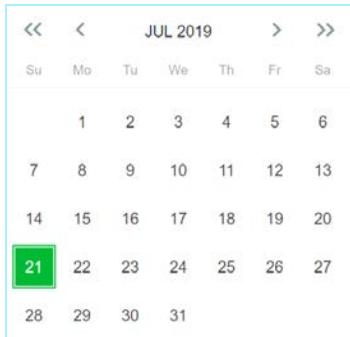 << < JUL 2019 > >>
Su Mo Tu We Th Fr Sa
1 2 3 4 5 6
7 8 9 10 11 12 13
14 15 16 17 18 19 20
21 22 23 24 25 26 27
28 29 30 31